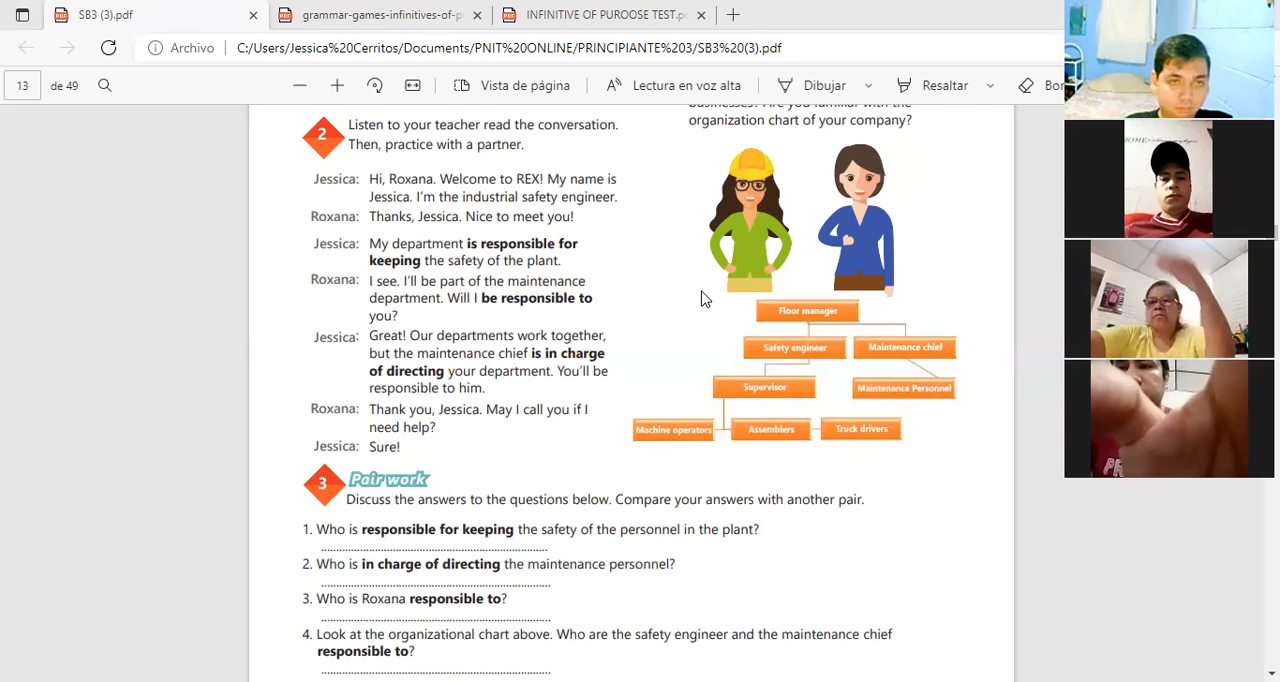 SB3 (3).pdf
grammar-games-infinitives-of-p
INFINITIVE OF PUROOSE TEST.p
Archivo
C:/Users/Jessica%20Cerritos/Documents/PNIT%20ONLINE/PRINCIPIANTE%203/SB3%20(3).pdf
13 de 49
Vista de página
Lectura en voz alta
Dibujar
Resaltar
Bor
businesses? Are you familiar with the
organization chart of your company?
2
Listen to your teacher read the conversation.
Then, practice with a partner.
Jessica: Hi, Roxana. Welcome to REX! My name is
Jessica. I'm the industrial safety engineer.
Roxana: Thanks, Jessica. Nice to meet you!
Jessica: My department is responsible for
keeping the safety of the plant.
Roxana: I see. I'll be part of the maintenance
department. Will I be responsible to
you?
Jessica: Great! Our departments work together,
but the maintenance chief is in charge
of directing your department. You'll be
responsible to him.
Roxana: Thank you, Jessica. May I call you if I
need help?
Jessica: Sure!
Floor manager
Safety engineer
Maintenance chief
Supervisor
Maintenance Personnel
Machine operators
Assemblers
Truck drivers
3
Pair work
Discuss the answers to the questions below. Compare your answers with another pair.
1. Who is responsible for keeping the safety of the personnel in the plant?
2. Who is in charge of directing the maintenance personnel?
3. Who is Roxana responsible to?
4. Look at the organizational chart above. Who are the safety engineer and the maintenance chief
responsible to?